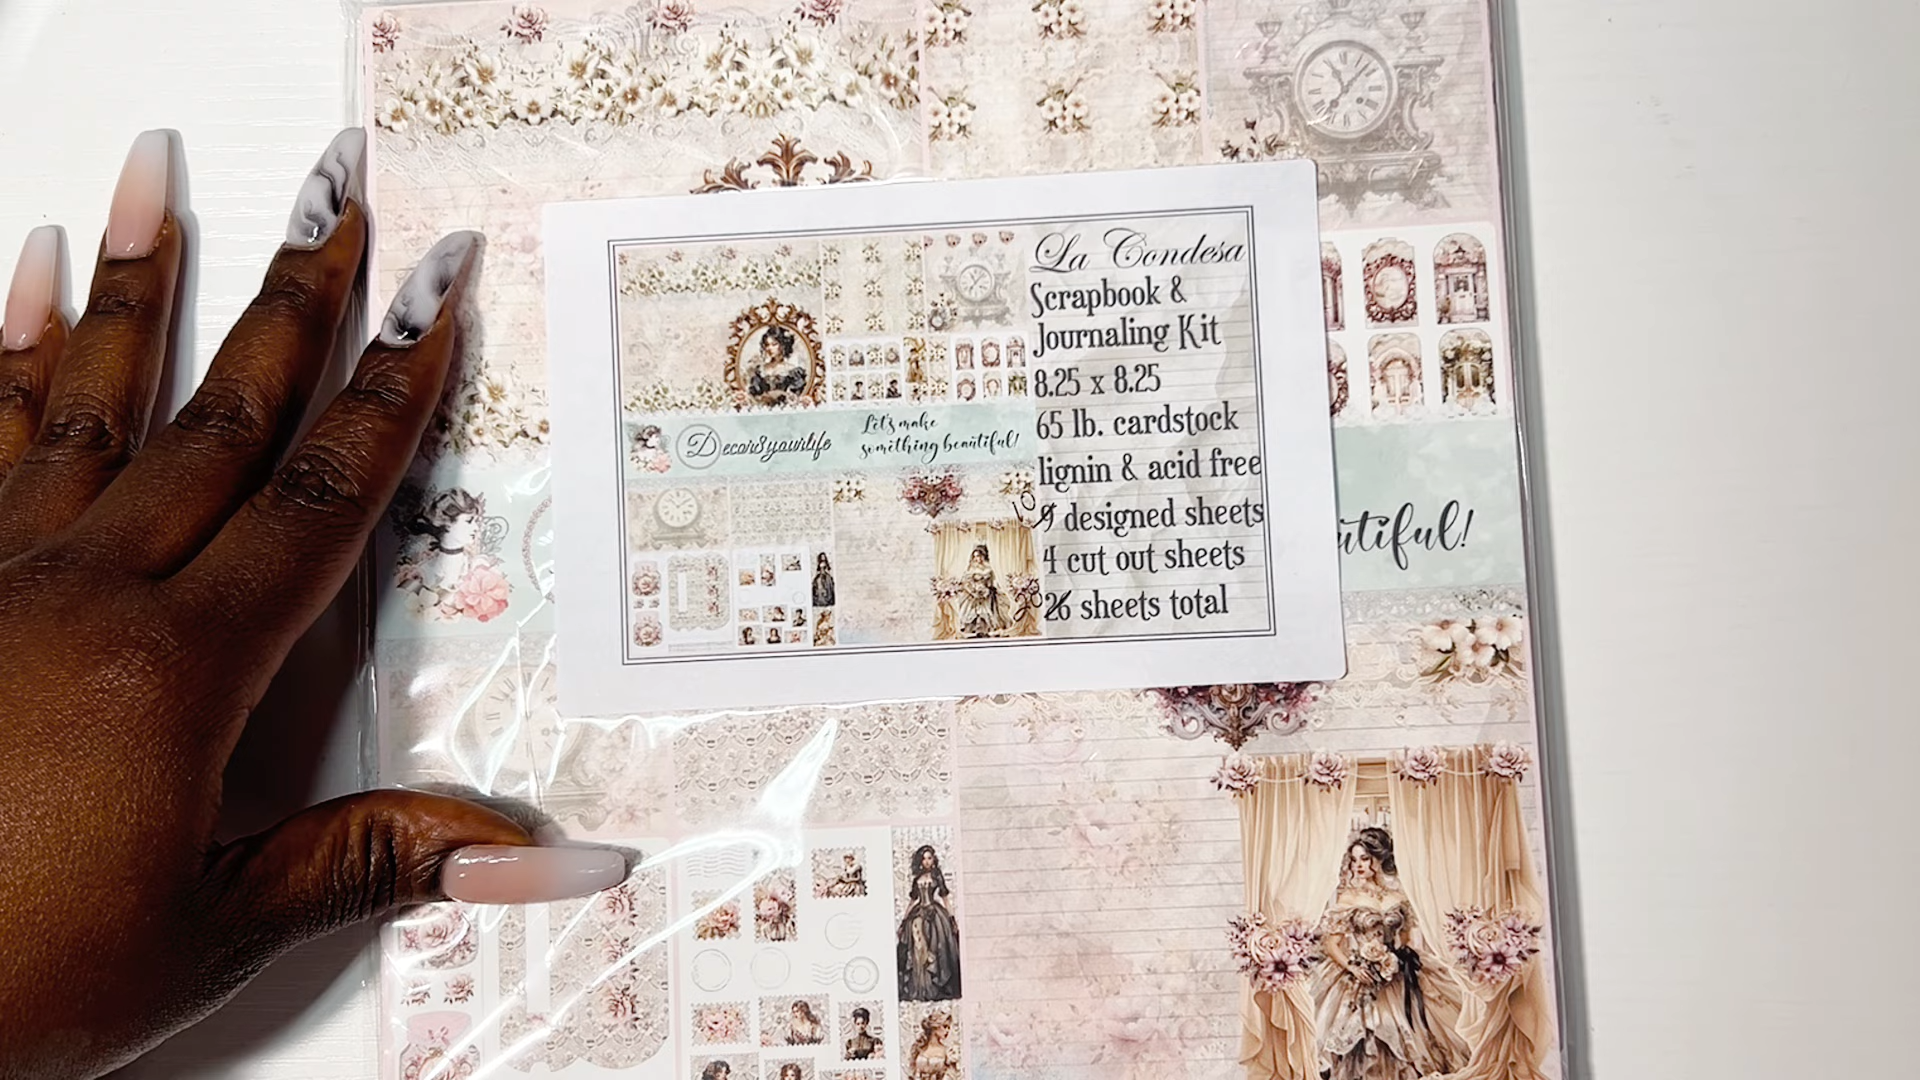 La Condesa
Scrapbook &
Journaling Kit
8.25 x 8.25
65 lb. cardstock
lignin & acid free
10 9 designed sheets
4 cut out sheets
26 sheets total
Decor8yourlife
Let's make
something beautiful!
utiful!